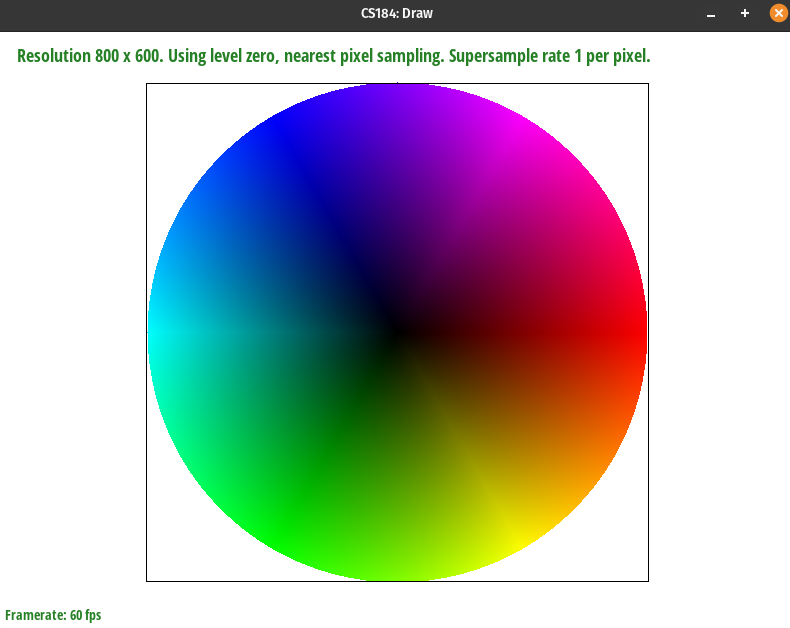 CS184: Draw
Resolution 800 x 600. Using level zero, nearest pixel sampling. Supersample rate 1 per pixel.
Framerate: 60 fps